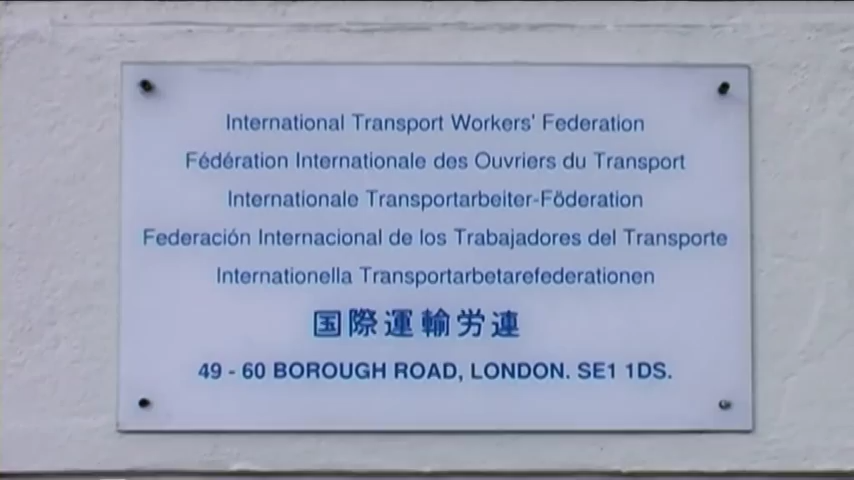 International Transport Workers' Federation
Fédération Internationale des Ouvriers du Transport
Internationale Transportarbeiter-Föderation
Federación Internacional de los Trabajadores del Transporte
Internationella Transportarbetarefederationen
国際運輸労連
49 - 60 BOROUGH ROAD, LONDON. SE1 1DS.